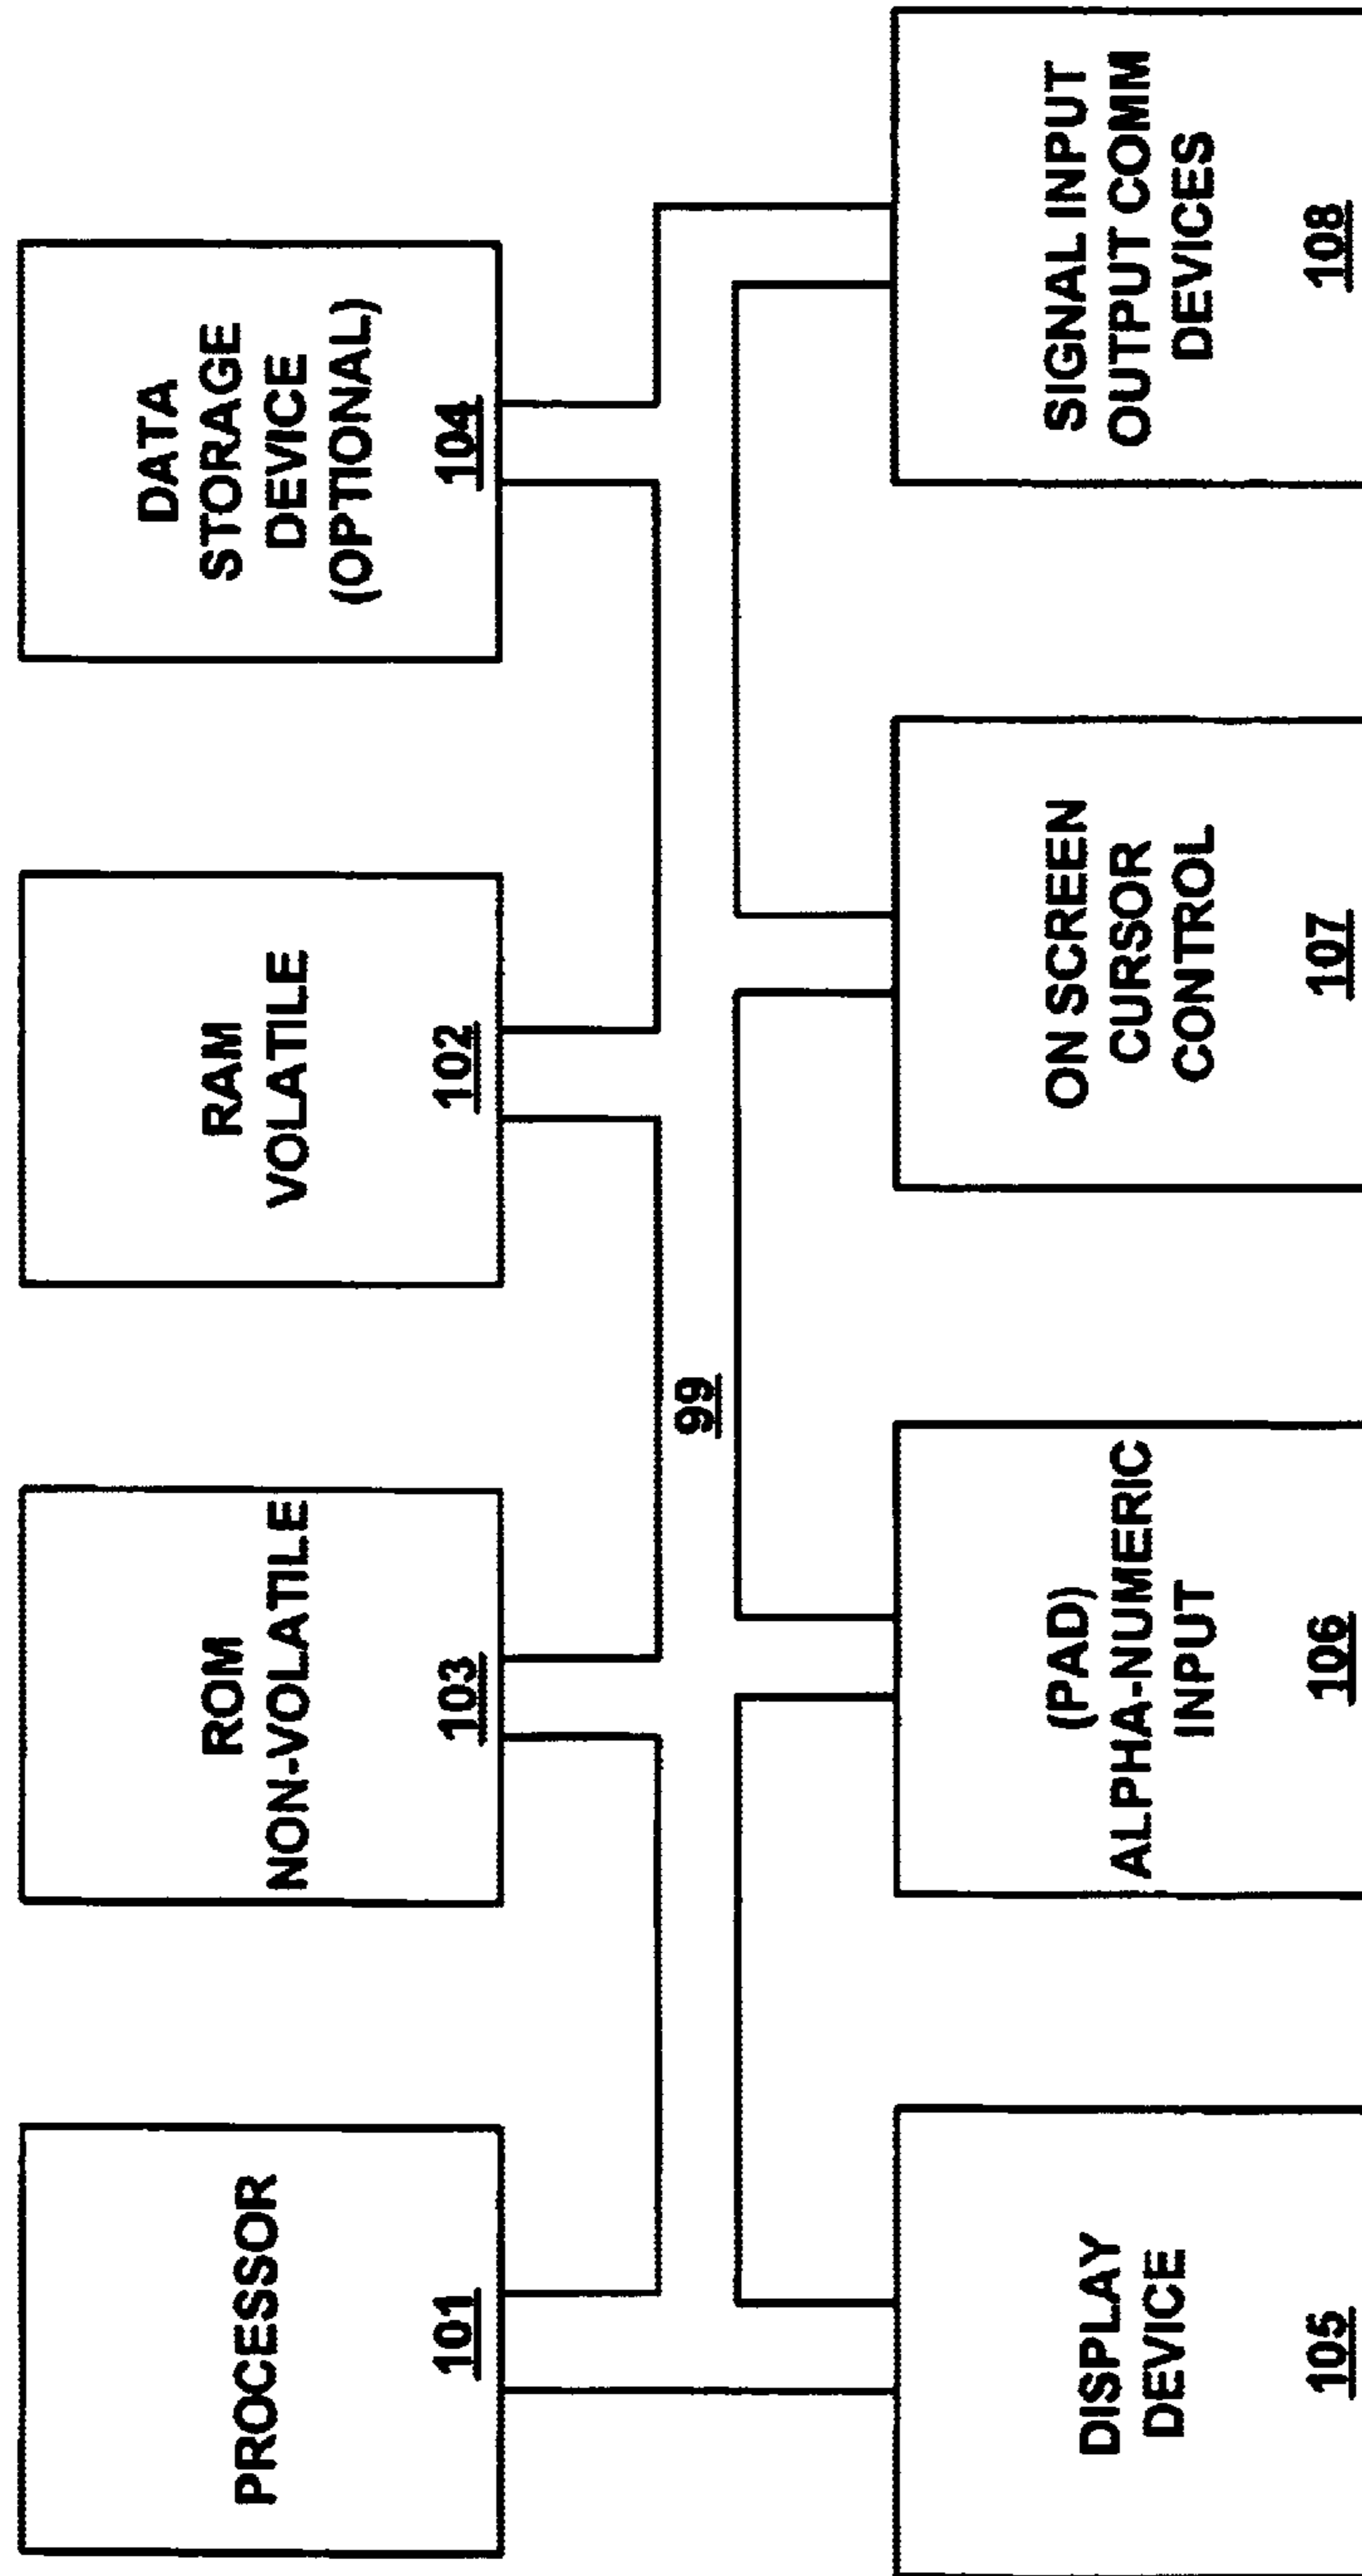 PROCESSOR
101
ROM
NON-VOLATILE
103
RAM
VOLATILE
102
DATA
STORAGE
DEVICE
(OPTIONAL)
104
99
DISPLAY
DEVICE
105
(PAD)
ALPHA-NUMERIC
INPUT
106
ON SCREEN
CURSOR
CONTROL
107
SIGNAL INPUT
OUTPUT COMM
DEVICES
108